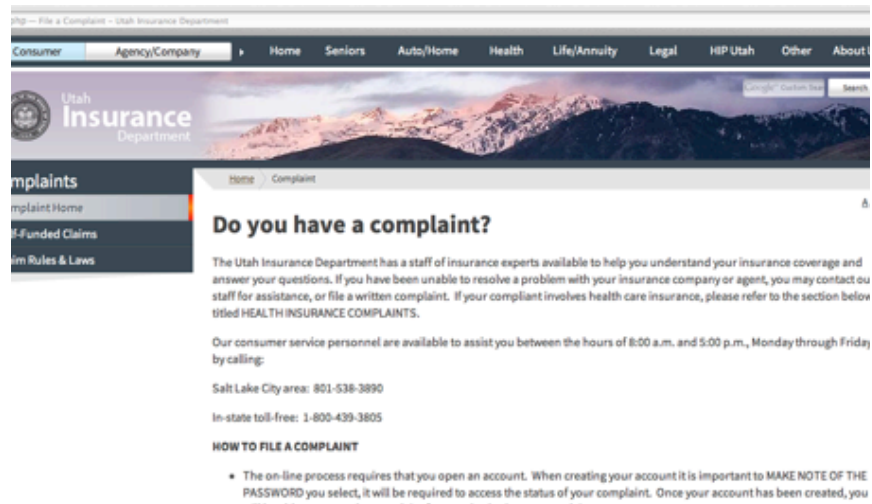 php — File a Complaint – Utah Insurance Department
Consumer Agency/Company Home Seniors Auto/Home Health Life/Annuity Legal HIP Utah Other About
Google™ Custom Search
Utah
Insurance
Department
mplaints
Home Complaint
mplaint Home
lf-Funded Claims
im Rules & Laws
Do you have a complaint?
The Utah Insurance Department has a staff of insurance experts available to help you understand your insurance coverage and
answer your questions. If you have been unable to resolve a problem with your insurance company or agent, you may contact ou
staff for assistance, or file a written complaint. If your compliant involves health care insurance, please refer to the section below
titled HEALTH INSURANCE COMPLAINTS.
Our consumer service personnel are available to assist you between the hours of 8:00 a.m. and 5:00 p.m., Monday through Friday
by calling:
Salt Lake City area: 801-538-3890
In-state toll-free: 1-800-439-3805
HOW TO FILE A COMPLAINT
• The on-line process requires that you open an account. When creating your account it is important to MAKE NOTE OF THE
PASSWORD you select, it will be required to access the status of your complaint. Once your account has been created, you